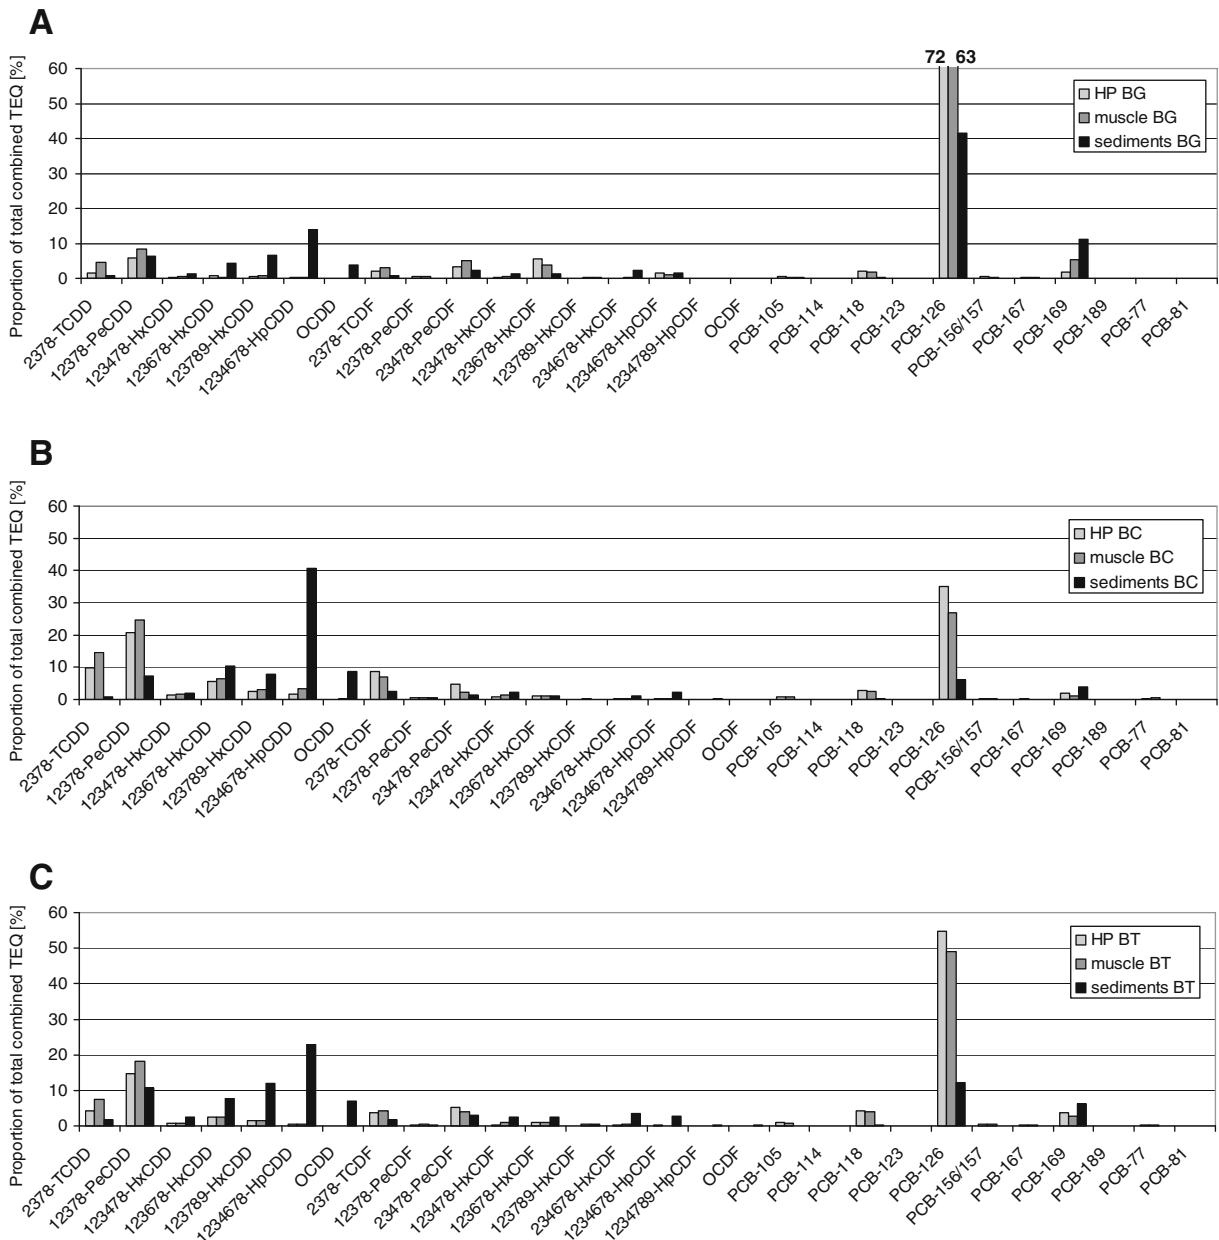 A
Proportion of total combined TEQ [%]
60
50
40
30
20
10
0
72 63
HP BG
muscle BG
sediments BG
2378-TCDD
12378-PeCDD
123478-HxCDD
123678-HxCDD
123789-HxCDD
1234678-HpCDD
OCDD
2378-TCDF
12378-PeCDF
23478-PeCDF
123478-HxCDF
123678-HxCDF
123789-HxCDF
234678-HxCDF
1234678-HpCDF
1234789-HpCDF
OCDF
PCB-105
PCB-114
PCB-118
PCB-123
PCB-126
PCB-156/157
PCB-167
PCB-169
PCB-189
PCB-77
PCB-81
B
Proportion of total combined TEQ [%]
60
50
40
30
20
10
0
HP BC
muscle BC
sediments BC
2378-TCDD
12378-PeCDD
123478-HxCDD
123678-HxCDD
123789-HxCDD
1234678-HpCDD
OCDD
2378-TCDF
12378-PeCDF
23478-PeCDF
123478-HxCDF
123678-HxCDF
123789-HxCDF
234678-HxCDF
1234678-HpCDF
1234789-HpCDF
OCDF
PCB-105
PCB-114
PCB-118
PCB-123
PCB-126
PCB-156/157
PCB-167
PCB-169
PCB-189
PCB-77
PCB-81
C
Proportion of total combined TEQ [%]
60
50
40
30
20
10
0
HP BT
muscle BT
sediments BT
2378-TCDD
12378-PeCDD
123478-HxCDD
123678-HxCDD
123789-HxCDD
1234678-HpCDD
OCDD
2378-TCDF
12378-PeCDF
23478-PeCDF
123478-HxCDF
123678-HxCDF
123789-HxCDF
234678-HxCDF
1234678-HpCDF
1234789-HpCDF
OCDF
PCB-105
PCB-114
PCB-118
PCB-123
PCB-126
PCB-156/157
PCB-167
PCB-169
PCB-189
PCB-77
PCB-81